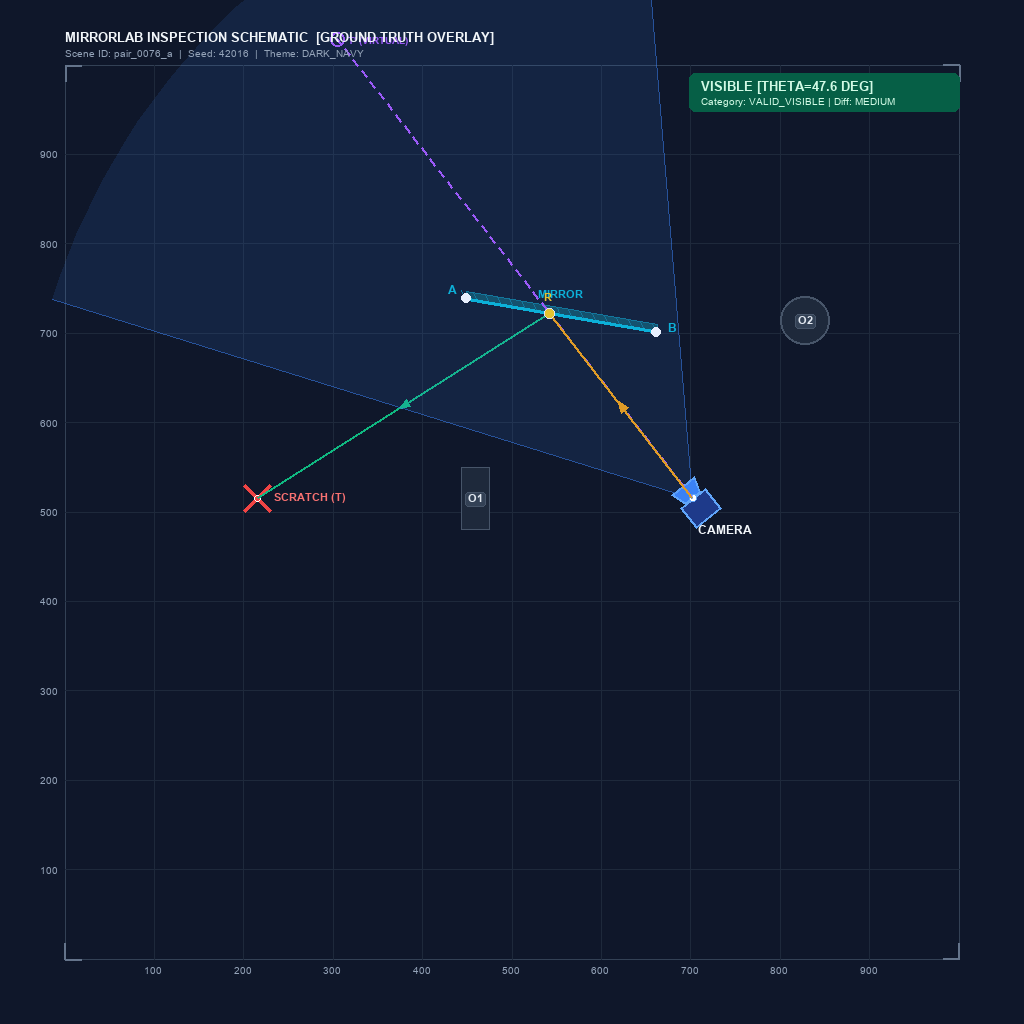 MIRRORLAB INSPECTION SCHEMATIC [GROUND TRUTH OVERLAY]
Scene ID: pair_0076_a | Seed: 42016 | Theme: DARK_NAVY
VISIBLE [THETA=47.6 DEG]
Category: VALID_VISIBLE | Diff: MEDIUM
900
800
A
MIRROR
R
B
O2
700
600
SCRATCH (T)
O1
CAMERA
500
400
300
200
100
100 200 300 400 500 600 700 800 900